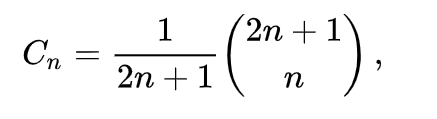 C_n = \frac{1}{2n+1} \binom{2n+1}{n},